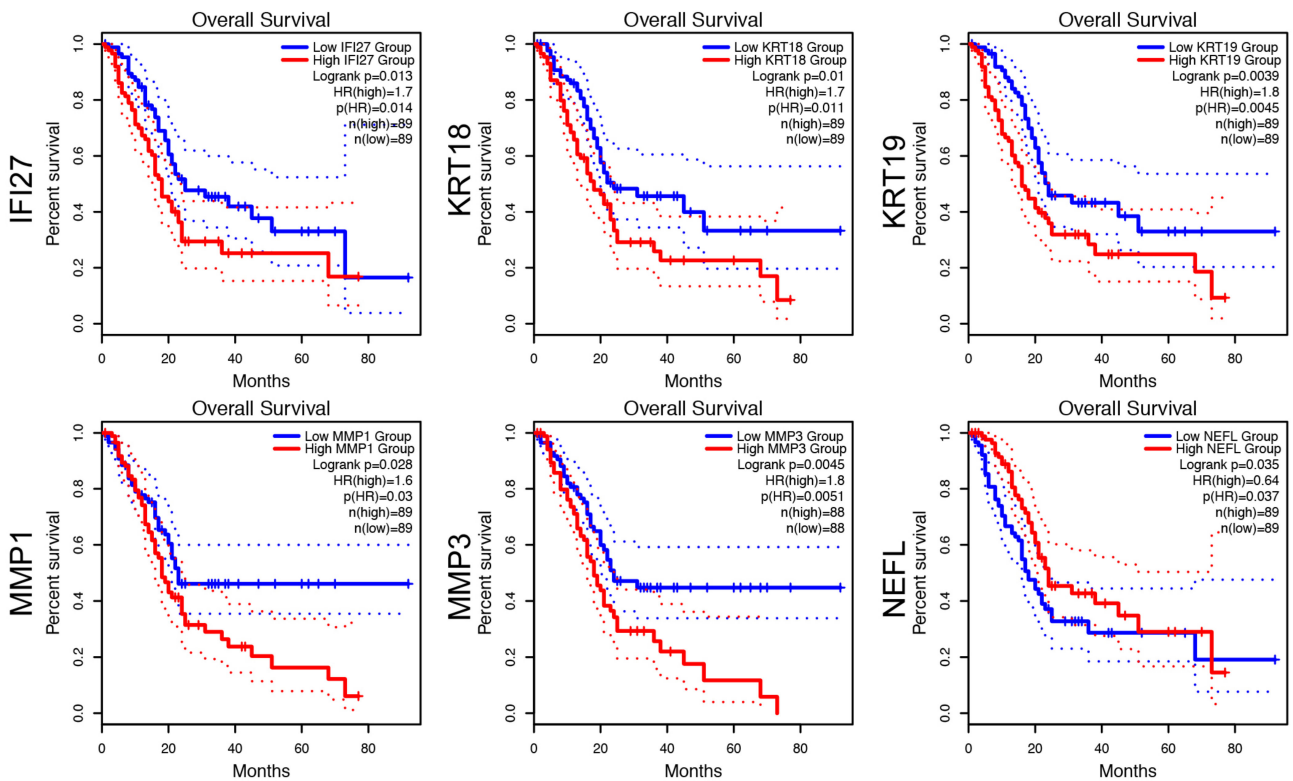 Overall Survival
Low IFI27 Group
High IFI27 Group
Logrank p=0.013
HR(high)=1.7
p(HR)=0.014
n(high)=89
n(low)=89
IFI27
Percent survival
1.0
0.8
0.6
0.4
0.2
0.0
0 20 40 60 80
Months
Overall Survival
Low KRT18 Group
High KRT18 Group
Logrank p=0.01
HR(high)=1.7
p(HR)=0.011
n(high)=89
n(low)=89
KRT18
Percent survival
1.0
0.8
0.6
0.4
0.2
0.0
0 20 40 60 80
Months
Overall Survival
Low KRT19 Group
High KRT19 Group
Logrank p=0.0039
HR(high)=1.8
p(HR)=0.0045
n(high)=89
n(low)=89
KRT19
Percent survival
1.0
0.8
0.6
0.4
0.2
0.0
0 20 40 60 80
Months
Overall Survival
Low MMP1 Group
High MMP1 Group
Logrank p=0.028
HR(high)=1.6
p(HR)=0.03
n(high)=89
n(low)=89
MMP1
Percent survival
1.0
0.8
0.6
0.4
0.2
0.0
0 20 40 60 80
Months
Overall Survival
Low MMP3 Group
High MMP3 Group
Logrank p=0.0045
HR(high)=1.8
p(HR)=0.0051
n(high)=88
n(low)=88
MMP3
Percent survival
1.0
0.8
0.6
0.4
0.2
0.0
0 20 40 60 80
Months
Overall Survival
Low NEFL Group
High NEFL Group
Logrank p=0.035
HR(high)=0.64
p(HR)=0.037
n(high)=89
n(low)=89
NEFL
Percent survival
1.0
0.8
0.6
0.4
0.2
0.0
0 20 40 60 80
Months